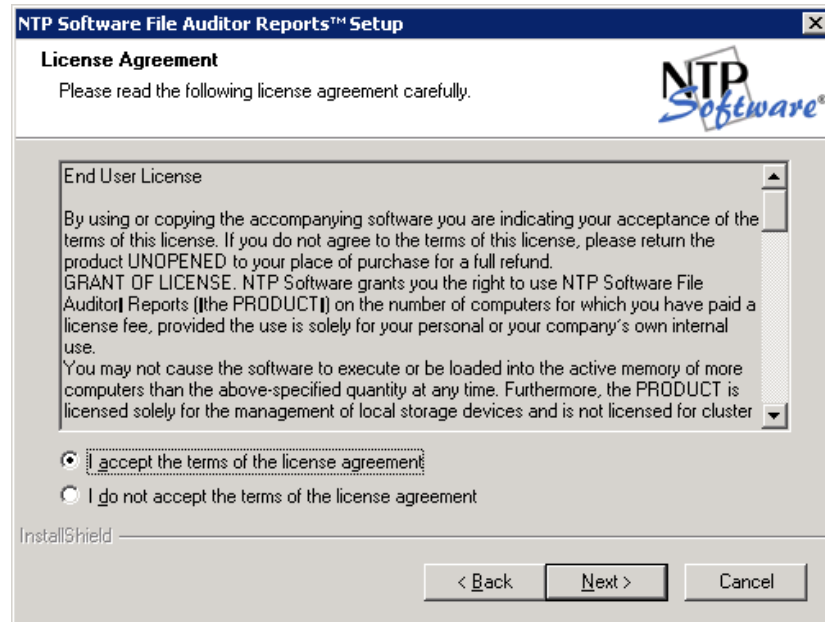 NTP Software File Auditor Reports™ Setup
License Agreement
Please read the following license agreement carefully.
NTP
Software®
End User License
By using or copying the accompanying software you are indicating your acceptance of the
terms of this license. If you do not agree to the terms of this license, please return the
product UNOPENED to your place of purchase for a full refund.
GRANT OF LICENSE. NTP Software grants you the right to use NTP Software File
Auditor Reports (the PRODUCT) on the number of computers for which you have paid a
license fee, provided the use is solely for your personal or your company's own internal
use.
You may not cause the software to execute or be loaded into the active memory of more
computers than the above-specified quantity at any time. Furthermore, the PRODUCT is
licensed solely for the management of local storage devices and is not licensed for cluster
I accept the terms of the license agreement
I do not accept the terms of the license agreement
InstallShield
< Back
Next >
Cancel